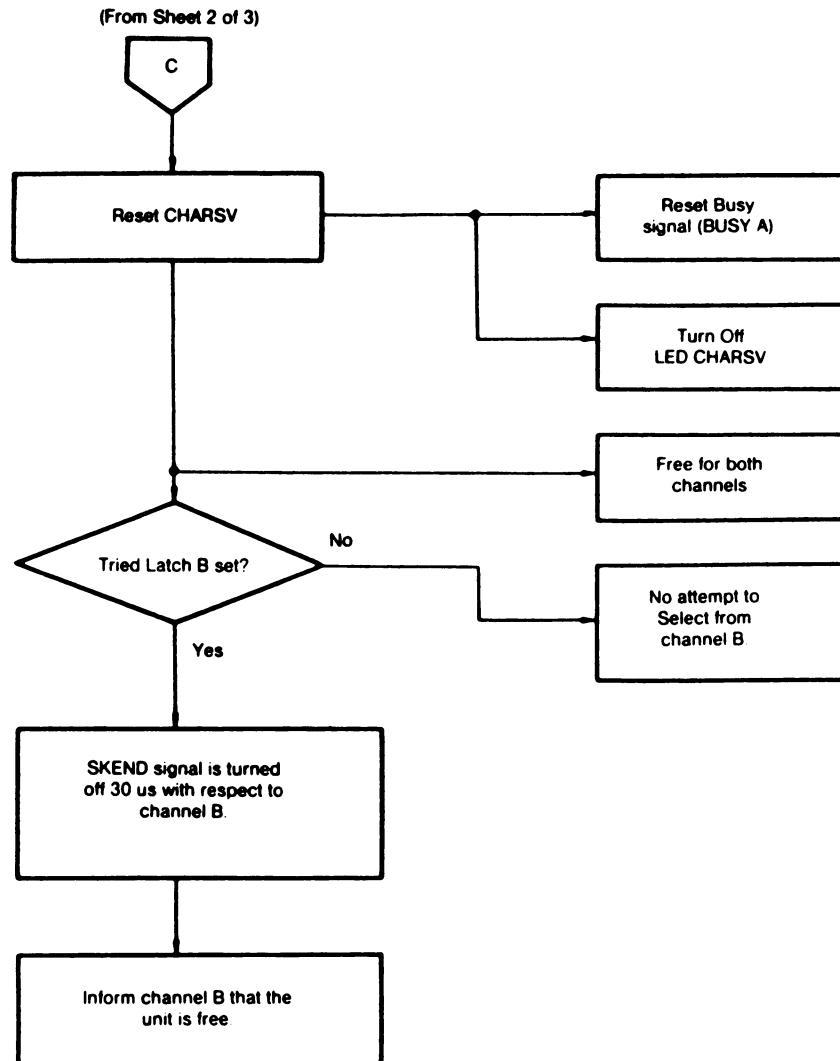 (From Sheet 2 of 3)
C
Reset CHARSV
Reset Busy
signal (BUSY A)
Turn Off
LED CHARSV
Free for both
channels
Tried Latch B set?
No
No attempt to
Select from
channel B.
Yes
SKEND signal is turned
off 30 us with respect to
channel B.
Inform channel B that the
unit is free.